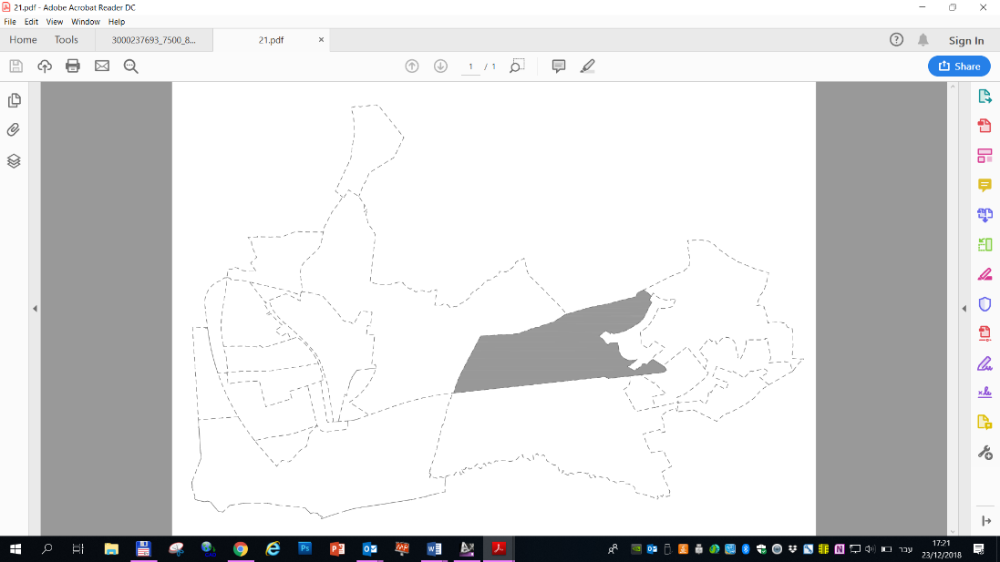 21.pdf - Adobe Acrobat Reader DC
File Edit View Window Help
Home Tools 3000237693_7500_8... 21.pdf × Sign In
1 / 1 Share
17:21
עבר
23/12/2018